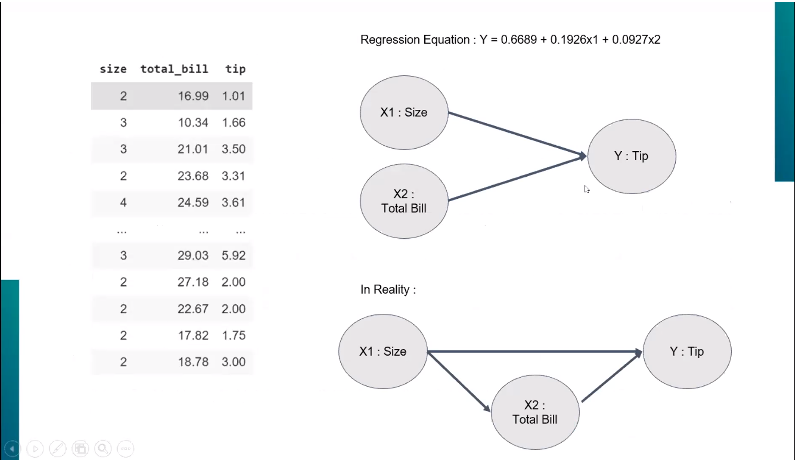 Regression Equation : Y = 0.6689 + 0.1926x1 + 0.0927x2
size total_bill tip
2 16.99 1.01
3 10.34 1.66
3 21.01 3.50
2 23.68 3.31
4 24.59 3.61
... ... ...
3 29.03 5.92
2 27.18 2.00
2 22.67 2.00
2 17.82 1.75
2 18.78 3.00
X1 : Size
X2 :
Total Bill
Y : Tip
In Reality :
X1 : Size
Y : Tip
X2 :
Total Bill